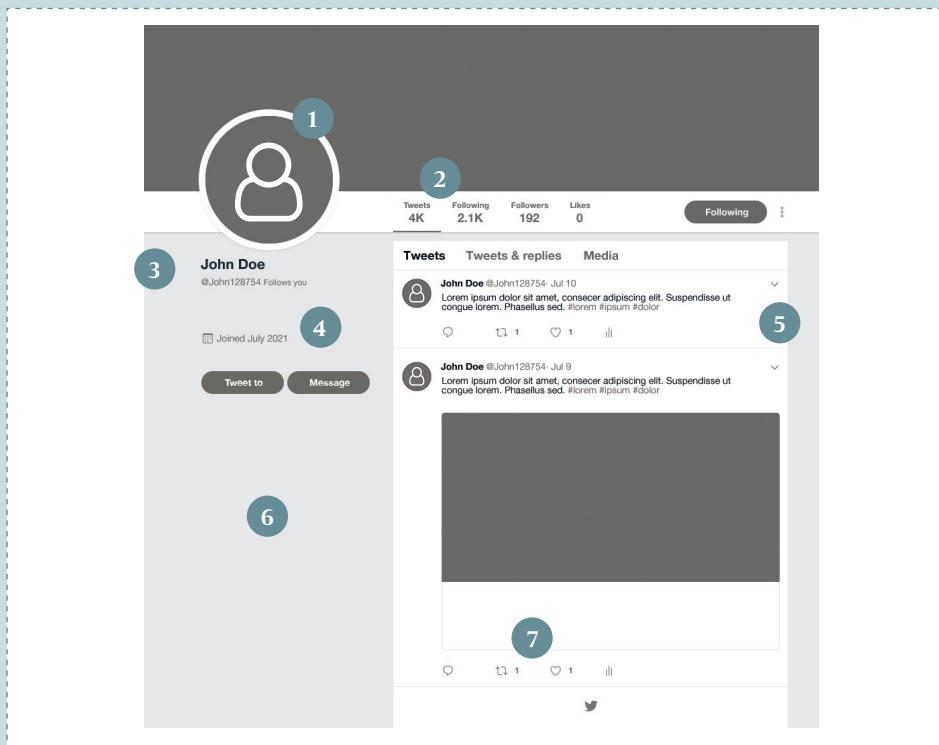 1
2
Tweets Following Followers Likes
4K 2.1K 192 0
Following
3
John Doe
@John128754 Follows you
4
Joined July 2021
Tweet to Message
6
Tweets Tweets & replies Media
John Doe @John128754· Jul 10
Lorem ipsum dolor sit amet, consecer adipiscing elit. Suspendisse ut
congue lorem. Phasellus sed. #lorem #ipsum #dolor
5
1 1
John Doe @John128754· Jul 9
Lorem ipsum dolor sit amet, consecer adipiscing elit. Suspendisse ut
congue lorem. Phasellus sed. #lorem #ipsum #dolor
7
1 1